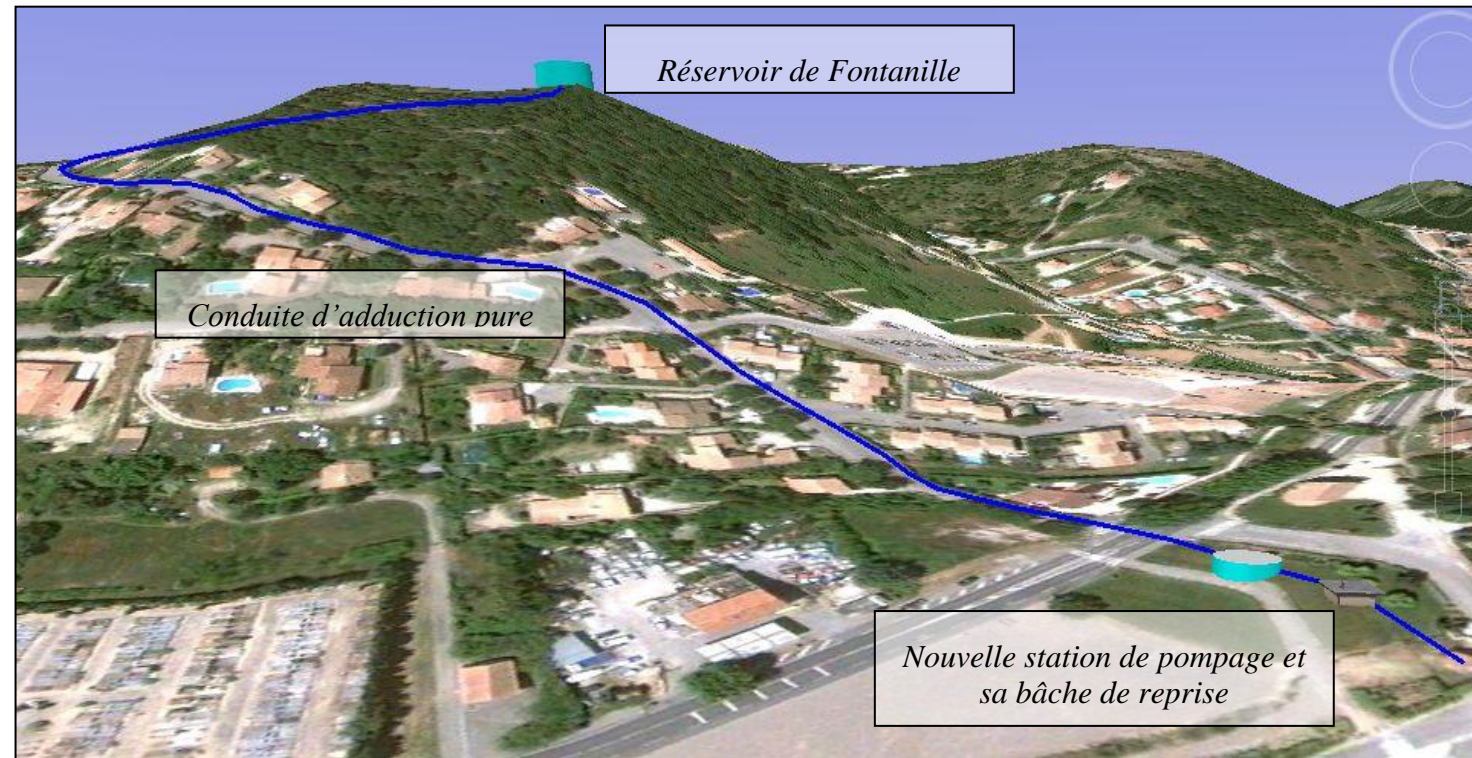 Réservoir de Fontanille
Conduite d'adduction pure
Nouvelle station de pompage et
sa bâche de reprise